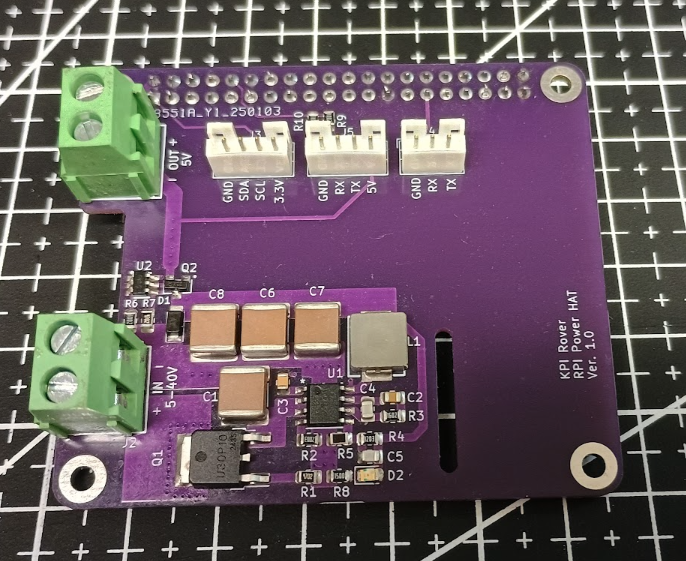 8551A_Y1_250103
OUT +
5V
R10
R9
J3
J5
GND
SDA
SCL
3.3V
GND
RX
TX
5V
GND
RX
TX
U2
Q2
R6
R7
D1
C8
C6
C7
L1
IN
5-40V
+
−
J2
C1
C3
U1
C4
C2
R3
R4
R2
R5
C5
D2
Q1
U30P10
R1
R8
KPI Rover
RPI Power HAT
Ver. 1.0